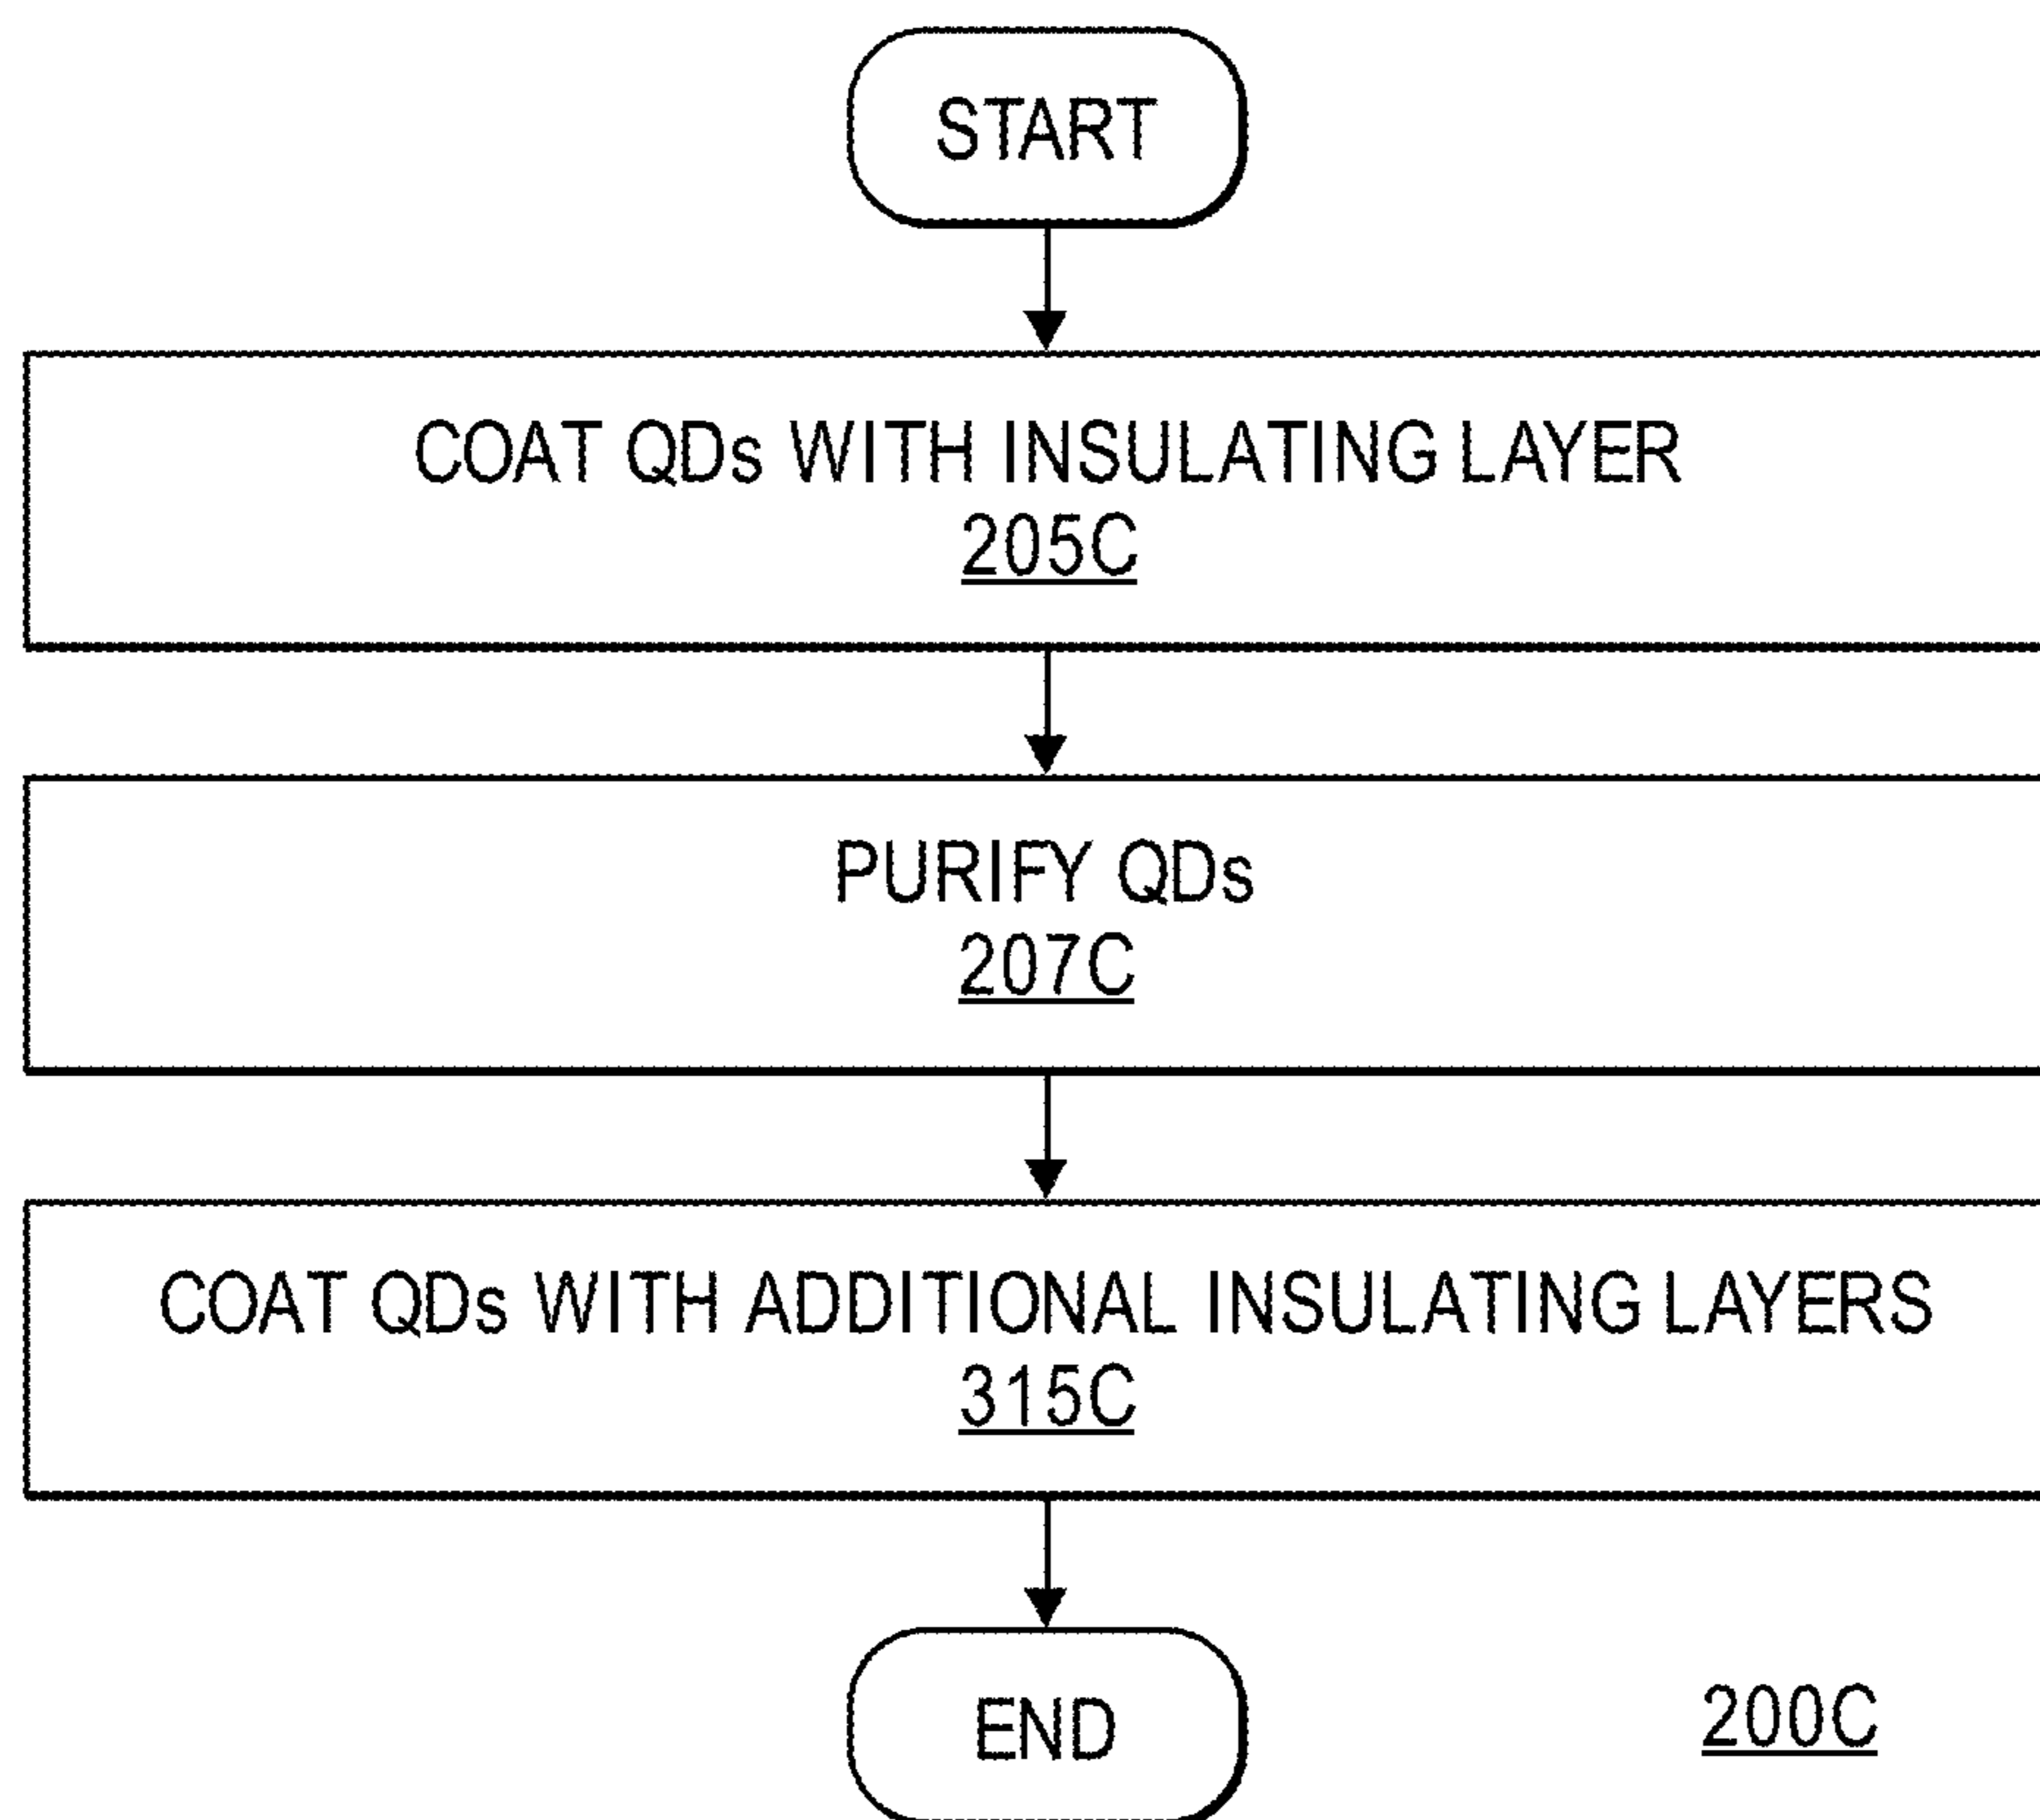 START
COAT QDs WITH INSULATING LAYER
205C
PURIFY QDs
207C
COAT QDs WITH ADDITIONAL INSULATING LAYERS
315C
END
200C